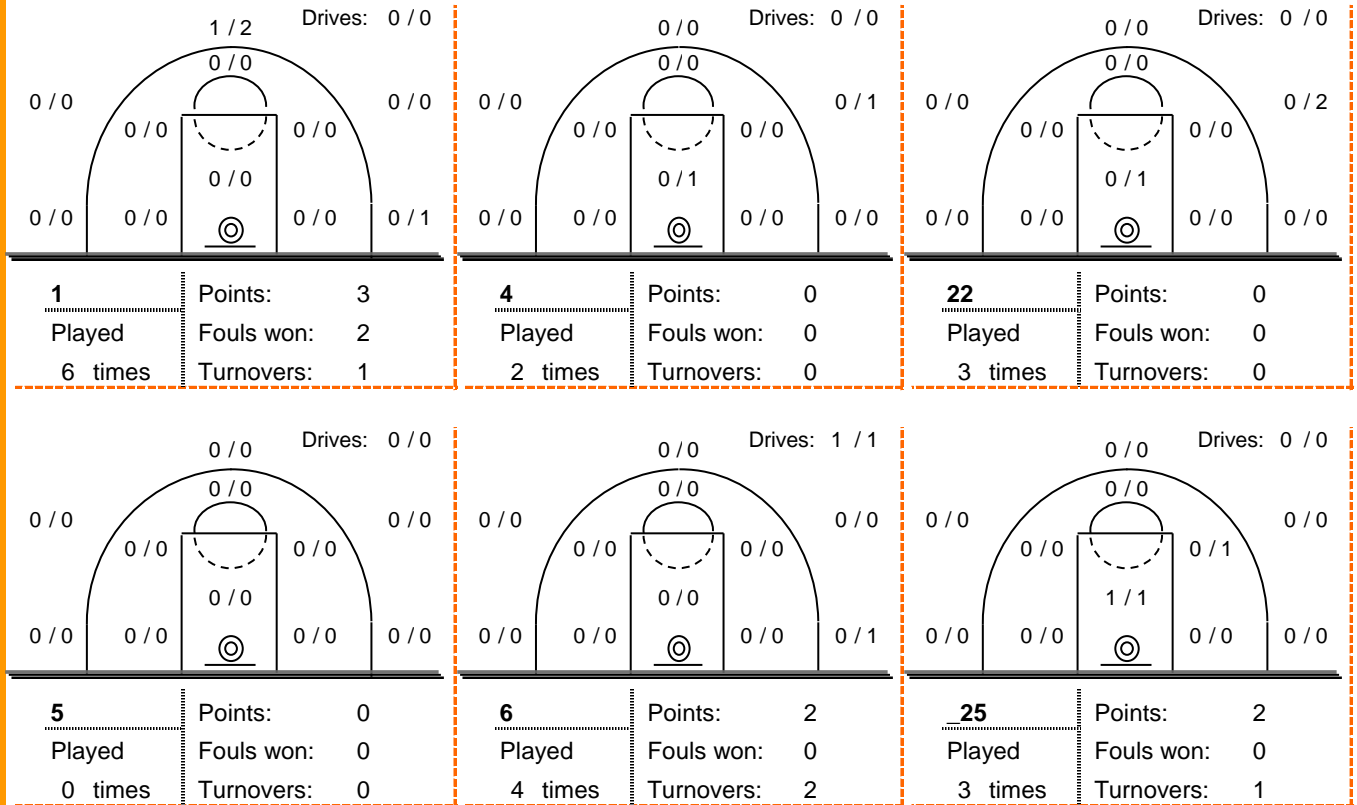 Drives: 0 / 0
1 / 2
0 / 0
0 / 0 0 / 0
0 / 0 0 / 0
0 / 0
0 / 0 0 / 0 0 / 0 0 / 1
1 Points: 3
Played Fouls won: 2
6 times Turnovers: 1
Drives: 0 / 0
0 / 0
0 / 0
0 / 0 0 / 1
0 / 0 0 / 0
0 / 1
0 / 0 0 / 0 0 / 0 0 / 0
4 Points: 0
Played Fouls won: 0
2 times Turnovers: 0
Drives: 0 / 0
0 / 0
0 / 0
0 / 0 0 / 2
0 / 0 0 / 0
0 / 1
0 / 0 0 / 0 0 / 0 0 / 0
22 Points: 0
Played Fouls won: 0
3 times Turnovers: 0
Drives: 0 / 0
0 / 0
0 / 0
0 / 0 0 / 0
0 / 0 0 / 0
0 / 0
0 / 0 0 / 0 0 / 0 0 / 0
5 Points: 0
Played Fouls won: 0
0 times Turnovers: 0
Drives: 1 / 1
0 / 0
0 / 0
0 / 0 0 / 0
0 / 0 0 / 0
0 / 0
0 / 0 0 / 0 0 / 0 0 / 1
6 Points: 2
Played Fouls won: 0
4 times Turnovers: 2
Drives: 0 / 0
0 / 0
0 / 0
0 / 0 0 / 0
0 / 0 0 / 1
1 / 1
0 / 0 0 / 0 0 / 0 0 / 0
_25 Points: 2
Played Fouls won: 0
3 times Turnovers: 1